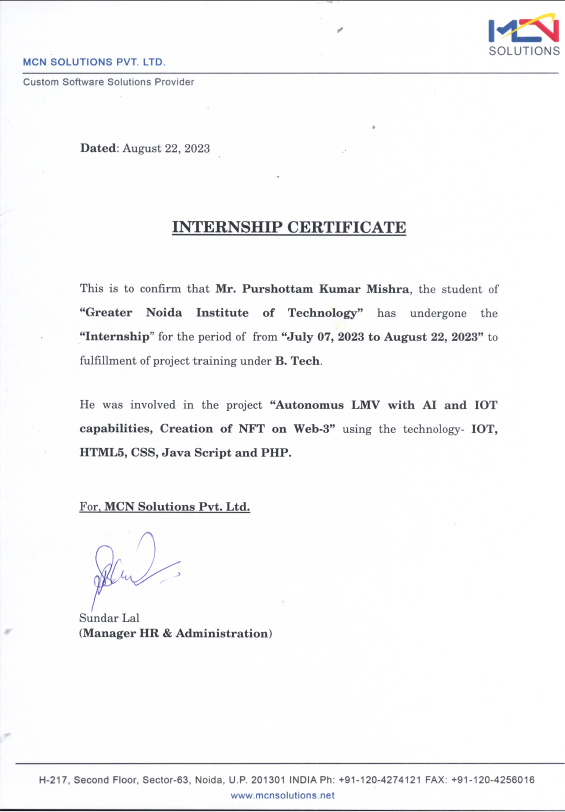 MCN
SOLUTIONS
MCN SOLUTIONS PVT. LTD.
Custom Software Solutions Provider
Dated: August 22, 2023
INTERNSHIP CERTIFICATE
This is to confirm that Mr. Purshottam Kumar Mishra, the student of
“Greater Noida Institute of Technology” has undergone the
“Internship” for the period of from “July 07, 2023 to August 22, 2023” to
fulfillment of project training under B. Tech.
He was involved in the project “Autonomus LMV with AI and IOT
capabilities, Creation of NFT on Web-3” using the technology- IOT,
HTML5, CSS, Java Script and PHP.
For, MCN Solutions Pvt. Ltd.
Sundar Lal
(Manager HR & Administration)
H-217, Second Floor, Sector-63, Noida, U.P. 201301 INDIA Ph: +91-120-4274121 FAX: +91-120-4256016
www.mcnsolutions.net